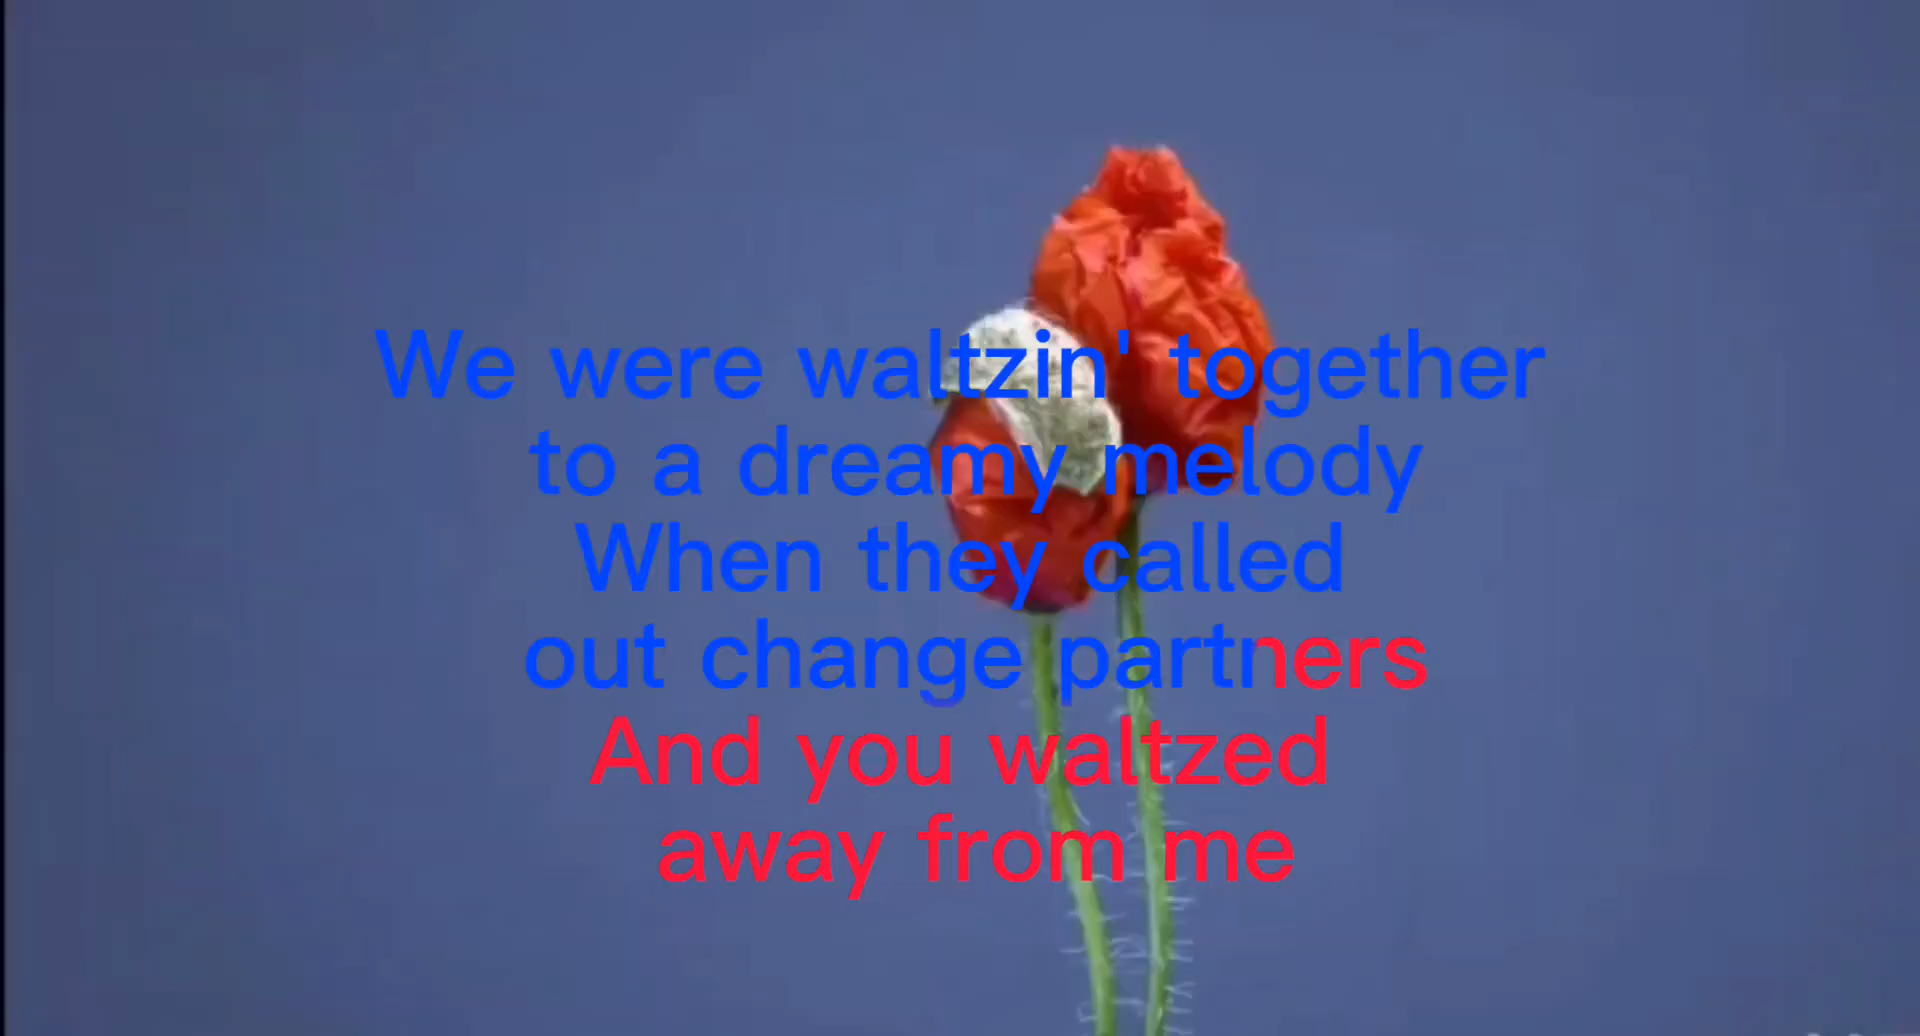 We were waltzin' together
to a dreamy melody
When they called
out change partners
And you waltzed
away from me